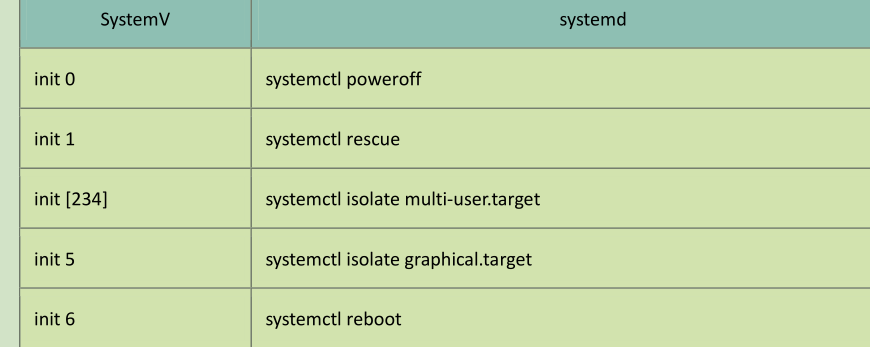 SystemV systemd
init 0 systemctl poweroff
init 1 systemctl rescue
init [234] systemctl isolate multi-user.target
init 5 systemctl isolate graphical.target
init 6 systemctl reboot